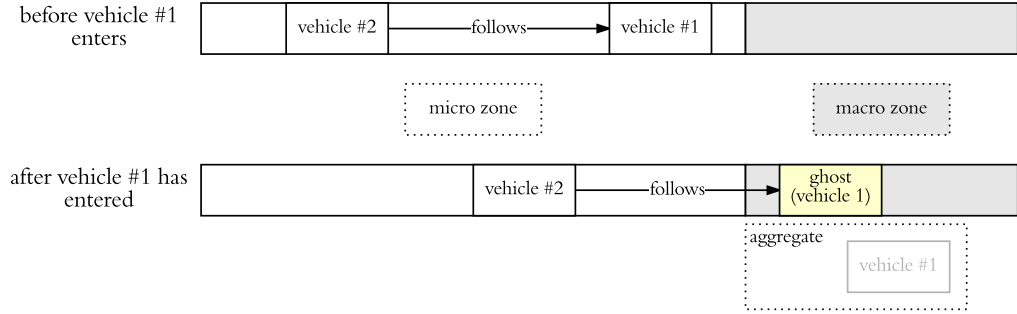 before vehicle #1
enters
vehicle #2
follows
vehicle #1
micro zone
macro zone
after vehicle #1 has
entered
vehicle #2
follows
ghost
(vehicle 1)
aggregate
vehicle #1